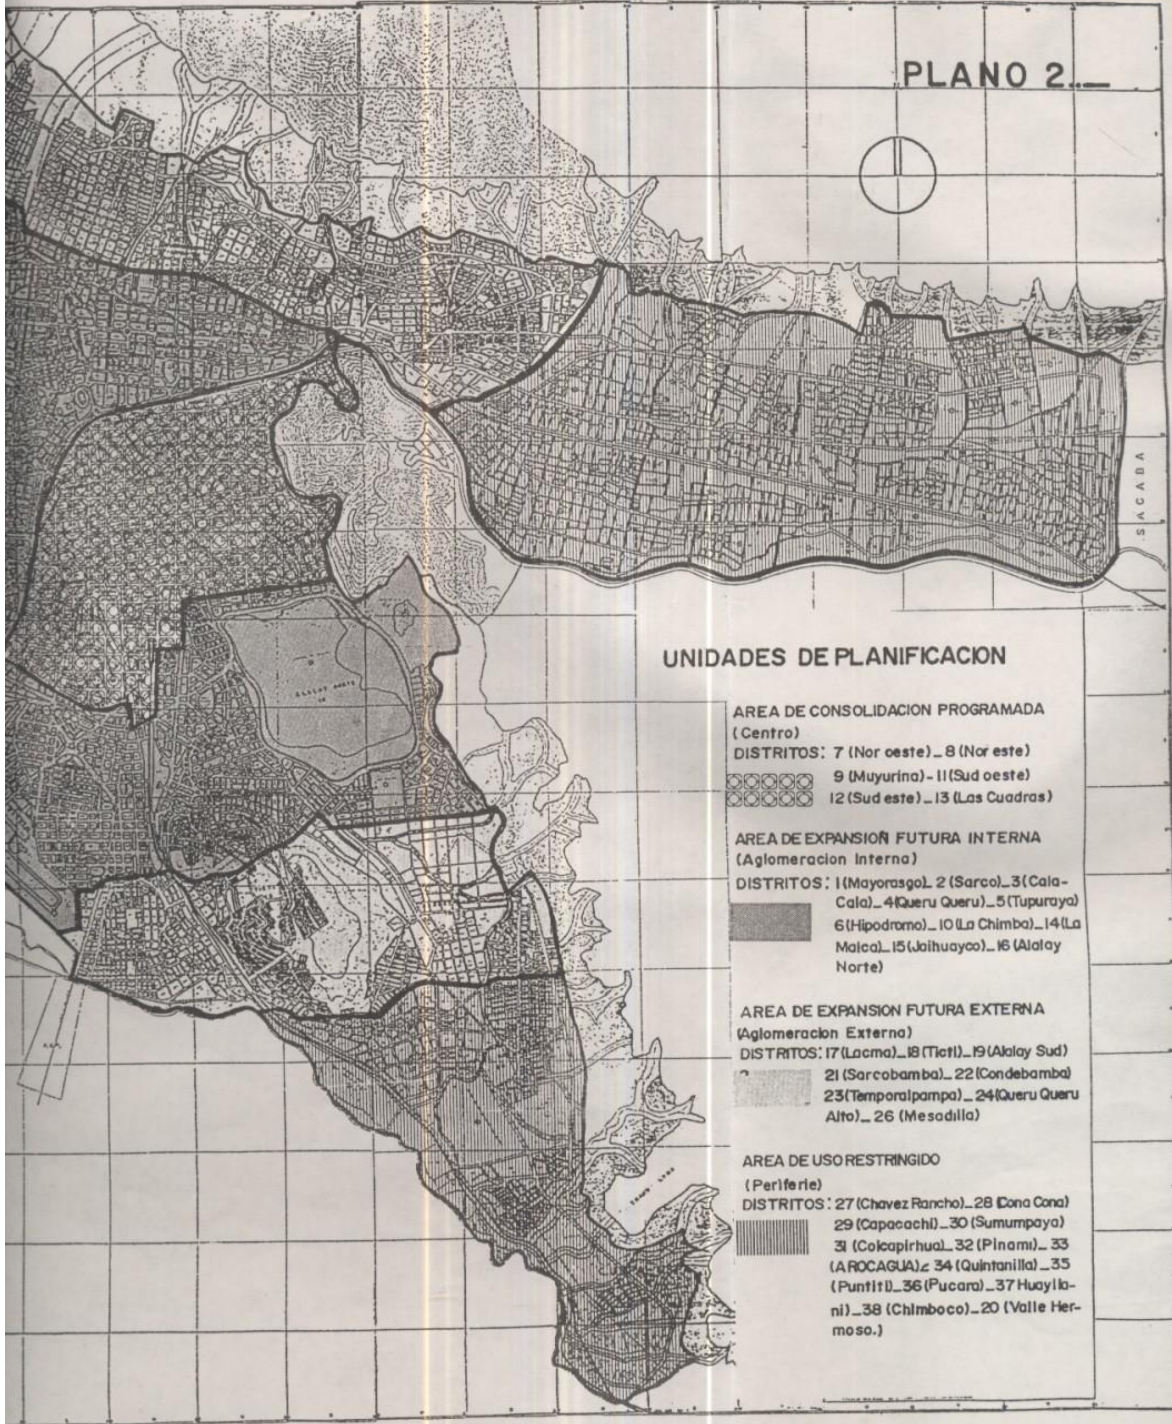 PLANO 2.
SACABA
UNIDADES DE PLANIFICACION
AREA DE CONSOLIDACION PROGRAMADA
(Centro)
DISTRITOS: 7 (Nor oeste)_8 (Nor este)
9 (Muyurina)-11(Sud oeste)
12 (Sud este)_13 (Las Cuadras)
AREA DE EXPANSION FUTURA INTERNA
(Aglomeracion Interna)
DISTRITOS: 1(Mayorasgo)_2 (Sarco)_3(Cala-
Cala)_4(Queru Queru)_5(Tupuraya)
6(Hipodromo)_10(La Chimba)_14(La
Maica)_15(Jaihuayco)_16 (Alalay
Norte)
AREA DE EXPANSION FUTURA EXTERNA
(Aglomeracion Externa)
DISTRITOS: 17(Lacma)_18(Ticti)_19(Alalay Sud)
21 (Sarcobamba)_22(Condebamba)
23(Temporalpampa)_24(Queru Queru
Alto)_26 (Mesadilla)
AREA DE USO RESTRINGIDO
(Periferie)
DISTRITOS: 27(Chavez Rancho)_28 (Cona Cona)
29 (Capacachi)_30 (Sumumpaya)
31 (Colcapirhua)_32 (Pinami)_33
(AROCAGUA)_34 (Quintanilla)_35
(Puntiti)_36(Pucara)_37 Huaylla-
ni)_38 (Chimboco)_20 (Valle Her-
moso.)